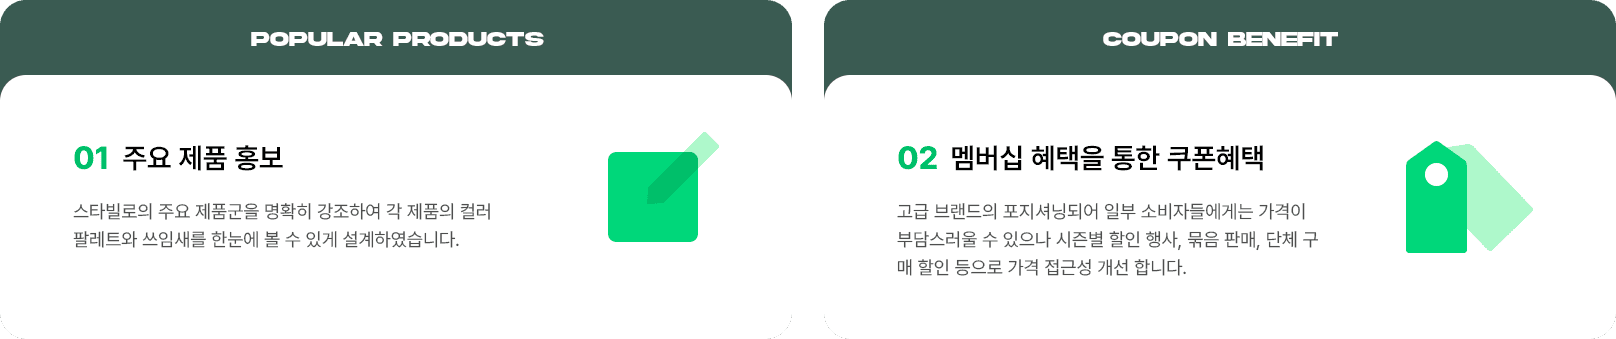 POPULAR PRODUCTS
01 주요 제품 홍보
스타빌로의 주요 제품군을 명확히 강조하여 각 제품의 컬러
팔레트와 쓰임새를 한눈에 볼 수 있게 설계하였습니다.
COUPON BENEFIT
02 멤버십 혜택을 통한 쿠폰혜택
고급 브랜드의 포지셔닝되어 일부 소비자들에게는 가격이
부담스러울 수 있으나 시즌별 할인 행사, 묶음 판매, 단체 구
매 할인 등으로 가격 접근성 개선 합니다.